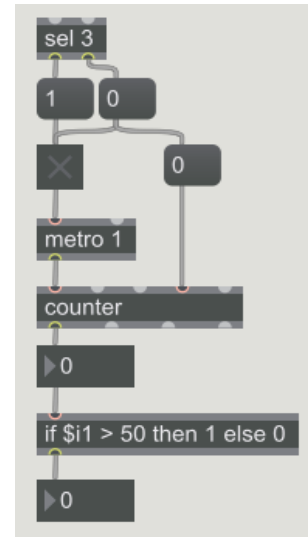 sel 3
1 0
0
metro 1
counter
0
if $i1 > 50 then 1 else 0
0